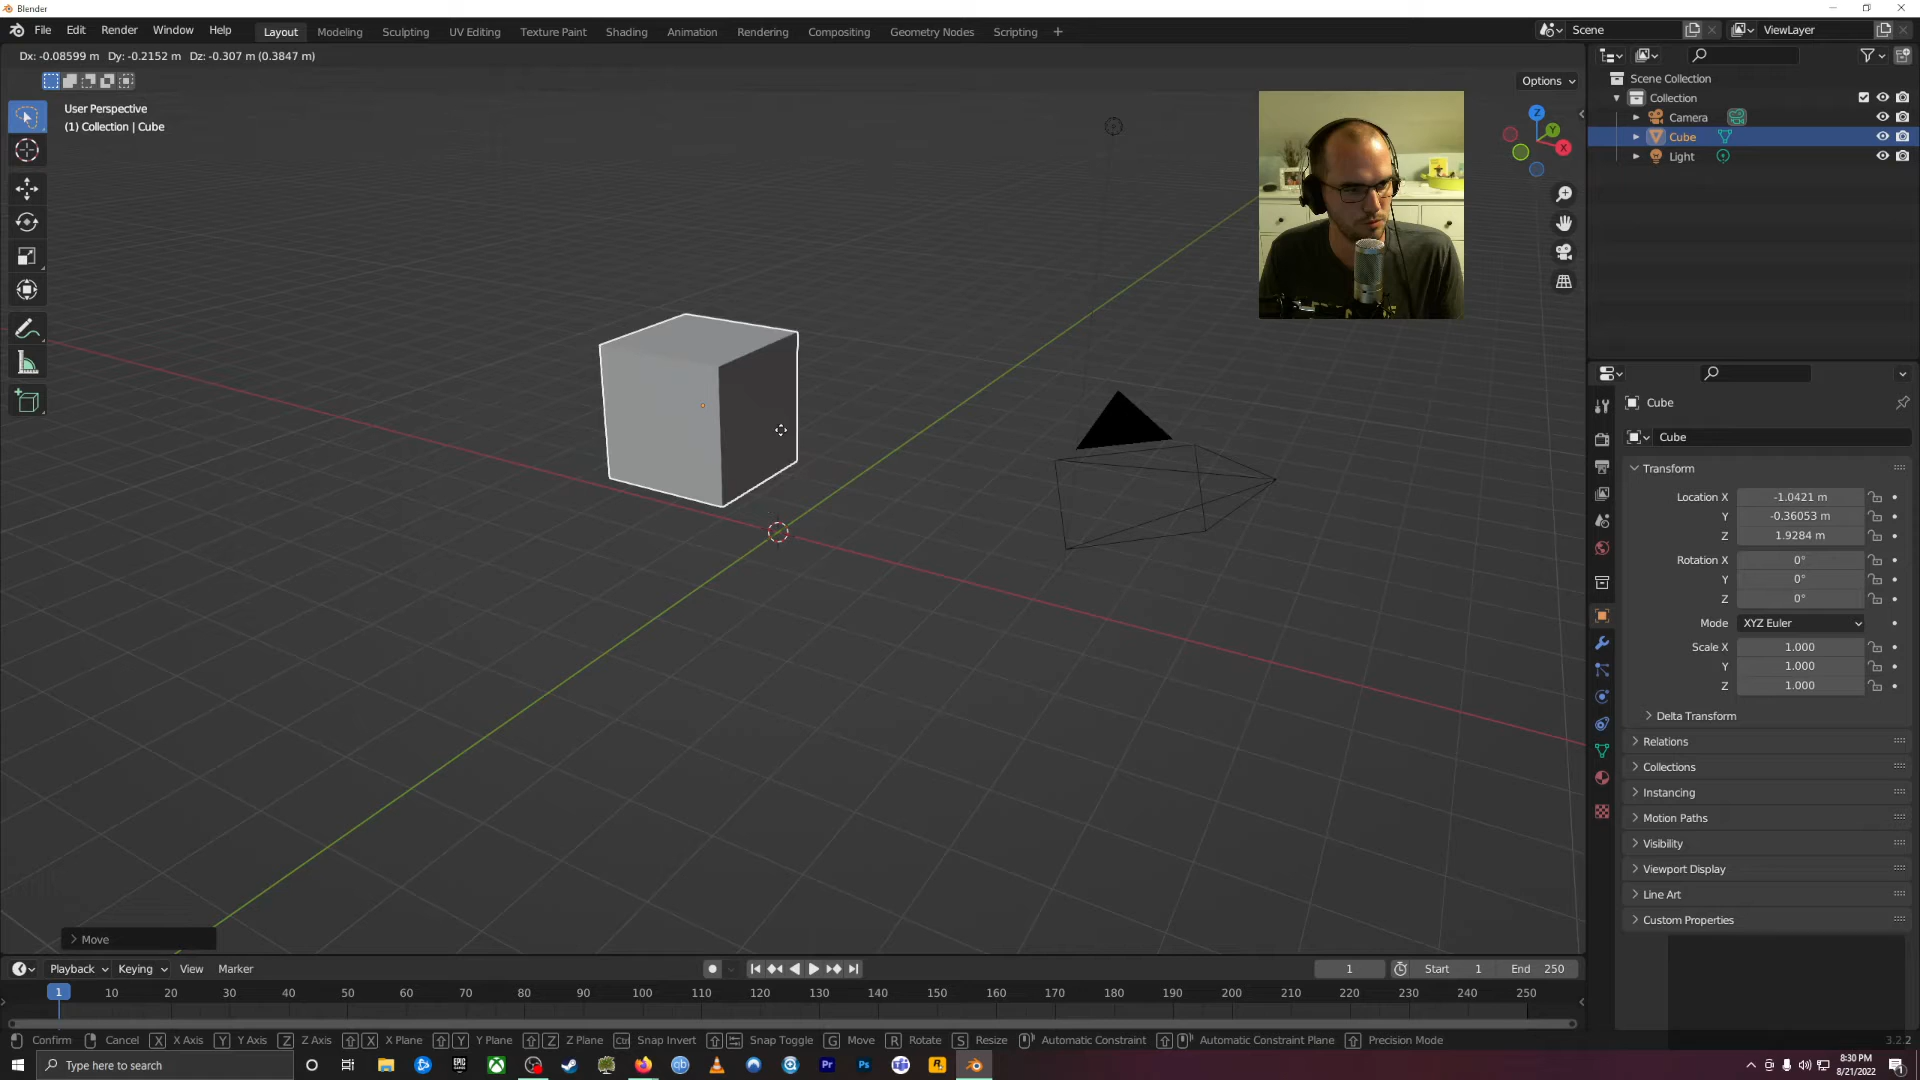 Blender
File Edit Render Window Help Layout Modeling Sculpting UV Editing Texture Paint Shading Animation Rendering Compositing Geometry Nodes Scripting + Scene ViewLayer
Dx: -0.08599 m Dy: -0.2152 m Dz: -0.307 m (0.3847 m)
Options
User Perspective
(1) Collection | Cube
Z
Y
X
Scene Collection
Collection
Camera
Cube
Light
Cube
Cube
Transform
Location X -1.0421 m
Y -0.36053 m
Z 1.9284 m
Rotation X 0°
Y 0°
Z 0°
Mode XYZ Euler
Scale X 1.000
Y 1.000
Z 1.000
Delta Transform
Relations
Collections
Instancing
Motion Paths
Visibility
Viewport Display
Line Art
Custom Properties
Move
Playback Keying View Marker 1 Start 1 End 250
1 10 20 30 40 50 60 70 80 90 100 110 120 130 140 150 160 170 180 190 200 210 220 230 240 250
Confirm Cancel X X Axis Y Y Axis Z Z Axis X X Plane Y Y Plane Z Z Plane Ctrl Snap Invert Snap Toggle G Move R Rotate S Resize Automatic Constraint Automatic Constraint Plane Precision Mode 3.2.2
Type here to search EPIC qb Pr Ps R 8:30 PM
8/21/2022 1